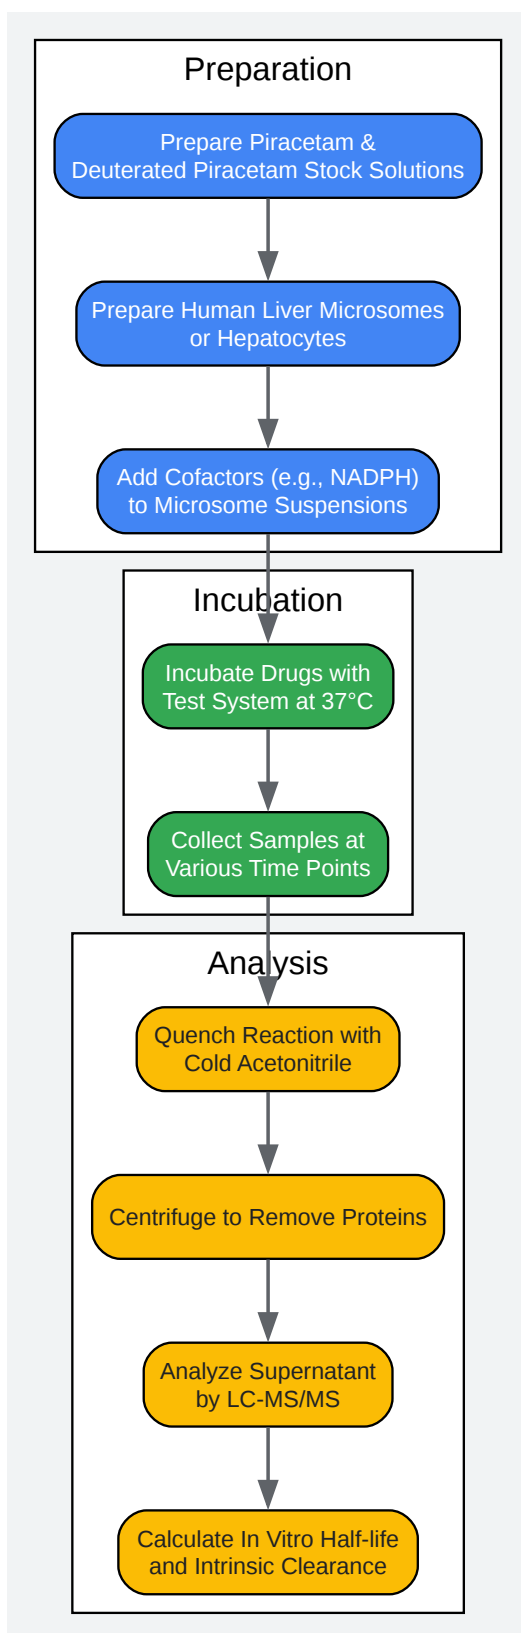 Preparation
Prepare Piracetam &
Deuterated Piracetam Stock Solutions
Prepare Human Liver Microsomes
or Hepatocytes
Add Cofactors (e.g., NADPH)
to Microsome Suspensions
Incubation
Incubate Drugs with
Test System at 37°C
Collect Samples at
Various Time Points
Analysis
Quench Reaction with
Cold Acetonitrile
Centrifuge to Remove Proteins
Analyze Supernatant
by LC-MS/MS
Calculate In Vitro Half-life
and Intrinsic Clearance